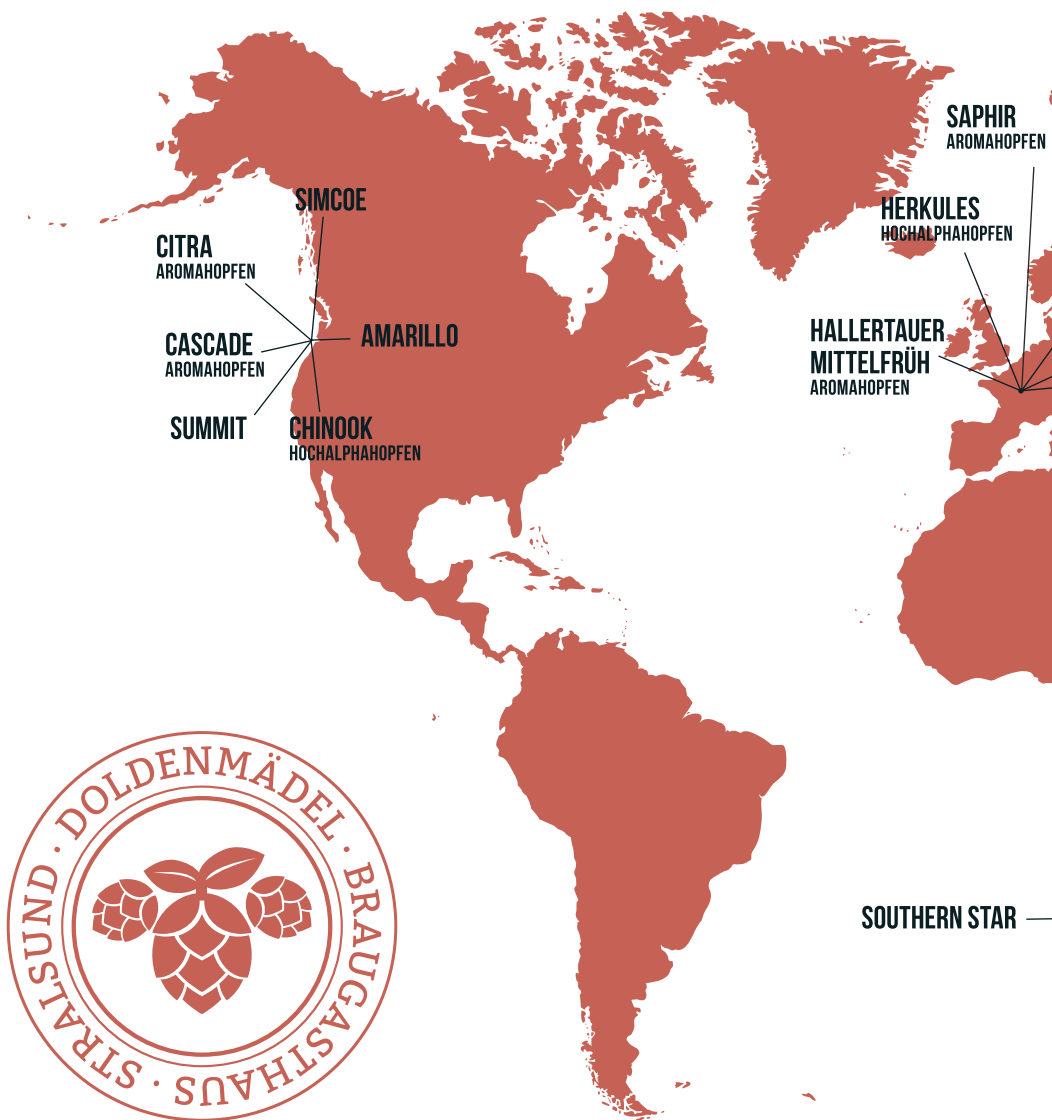 SAPHIR
AROMAHOPFEN
SIMCOE
HERKULES
HOCHALPHAHOPFEN
CITRA
AROMAHOPFEN
HALLERTAUER
MITTELFRÜH
AROMAHOPFEN
CASCADE
AROMAHOPFEN
AMARILLO
SUMMIT
CHINOOK
HOCHALPHAHOPFEN
SOUTHERN STAR
STRALSUND · DOLDENMÄDEL · BRAUGASTHAUS ·